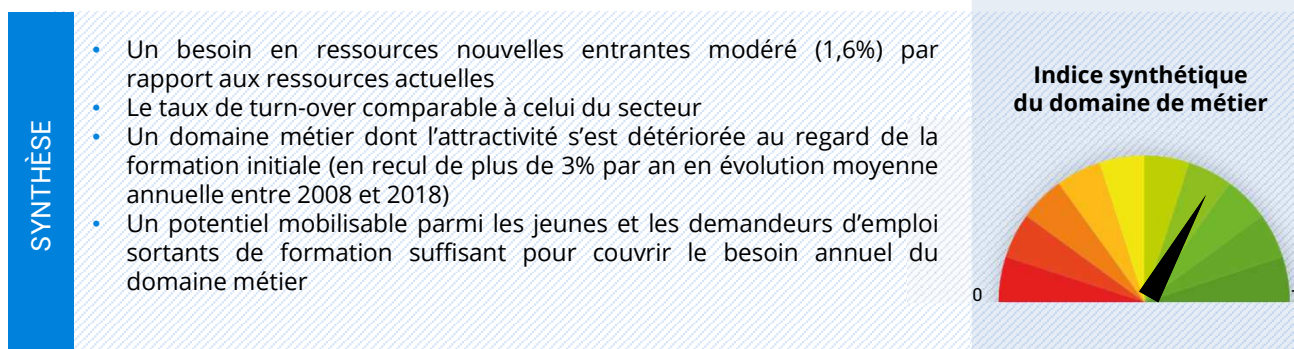 SYNTHÈSE
• Un besoin en ressources nouvelles entrantes modéré (1,6%) par
rapport aux ressources actuelles
• Le taux de turn-over comparable à celui du secteur
• Un domaine métier dont l’attractivité s’est détériorée au regard de la
formation initiale (en recul de plus de 3% par an en évolution moyenne
annuelle entre 2008 et 2018)
• Un potentiel mobilisable parmi les jeunes et les demandeurs d’emploi
sortants de formation suffisant pour couvrir le besoin annuel du
domaine métier
Indice synthétique
du domaine de métier
0